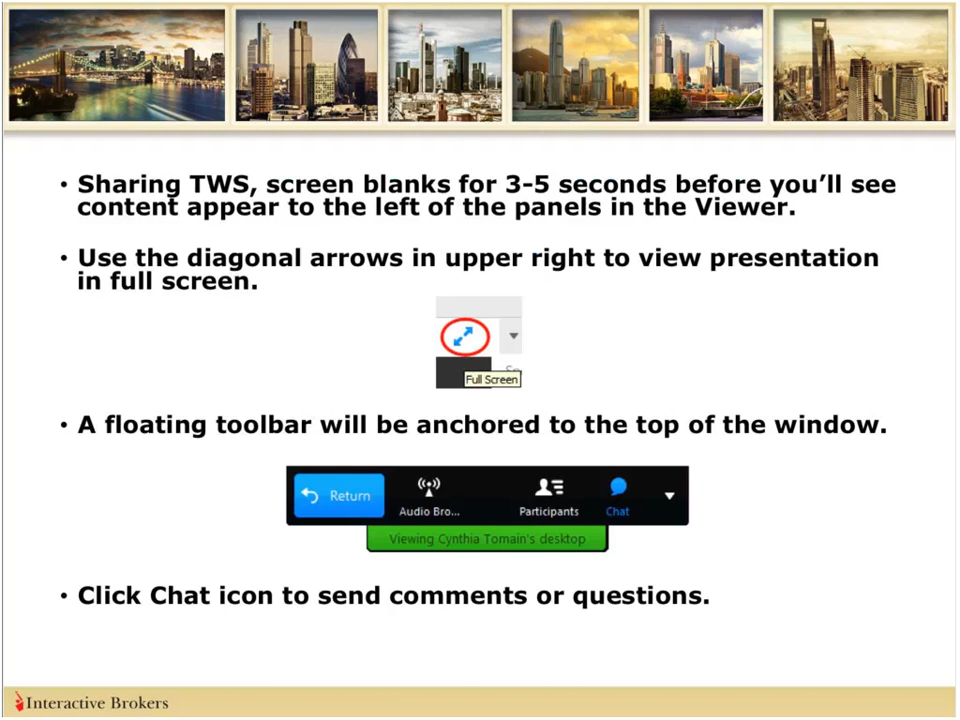 • Sharing TWS, screen blanks for 3-5 seconds before you’ll see
content appear to the left of the panels in the Viewer.
• Use the diagonal arrows in upper right to view presentation
in full screen.
Full Screen
• A floating toolbar will be anchored to the top of the window.
Return
Audio Bro...
Participants
Chat
Viewing Cynthia Tomain's desktop
• Click Chat icon to send comments or questions.
Interactive Brokers